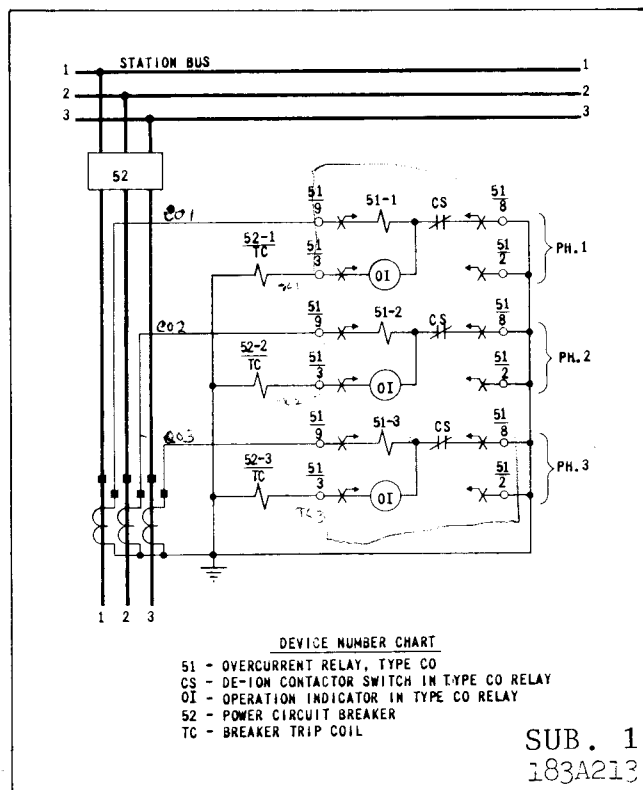 STATION BUS
1 1
2 2
3 3
52
CO1
51/9
51-1
CS
51/8
52-1/TC
51/3
OI
51/2
PH.1
CO2
51/9
51-2
CS
51/8
52-2/TC
51/3
OI
51/2
PH.2
CO3
51/9
51-3
CS
51/8
52-3/TC
51/3
TC3
OI
51/2
PH.3
1 2 3
DEVICE NUMBER CHART
51 - OVERCURRENT RELAY, TYPE CO
CS - DE-ION CONTACTOR SWITCH IN TYPE CO RELAY
OI - OPERATION INDICATOR IN TYPE CO RELAY
52 - POWER CIRCUIT BREAKER
TC - BREAKER TRIP COIL
SUB. 1
183A213